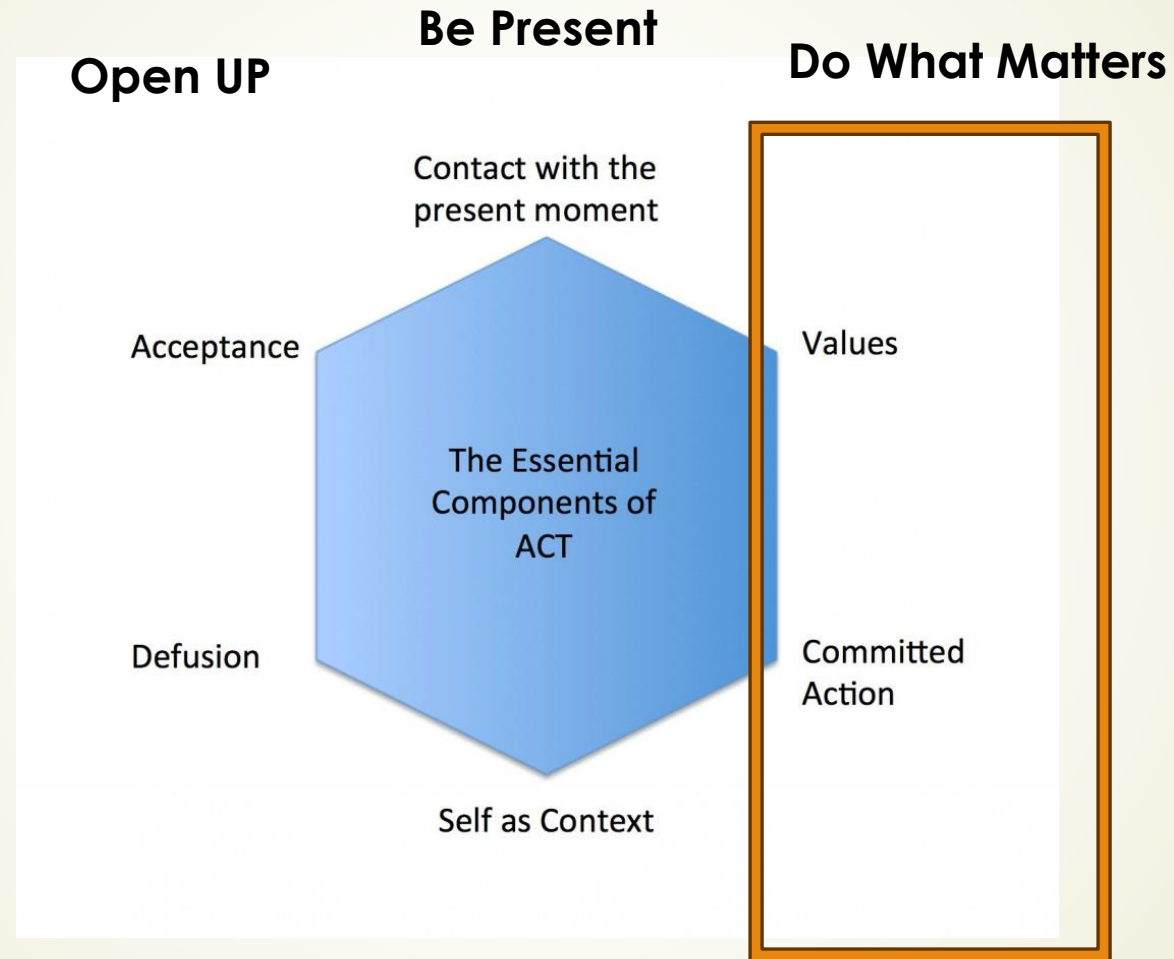 Be Present
Open UP
Do What Matters
Contact with the
present moment
Acceptance
Values
The Essential
Components of
ACT
Defusion
Committed
Action
Self as Context